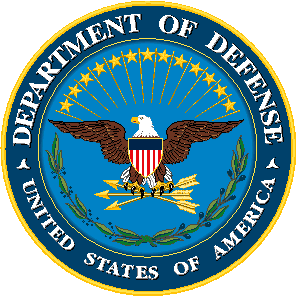 DEPARTMENT OF DEFENSE
UNITED STATES OF AMERICA